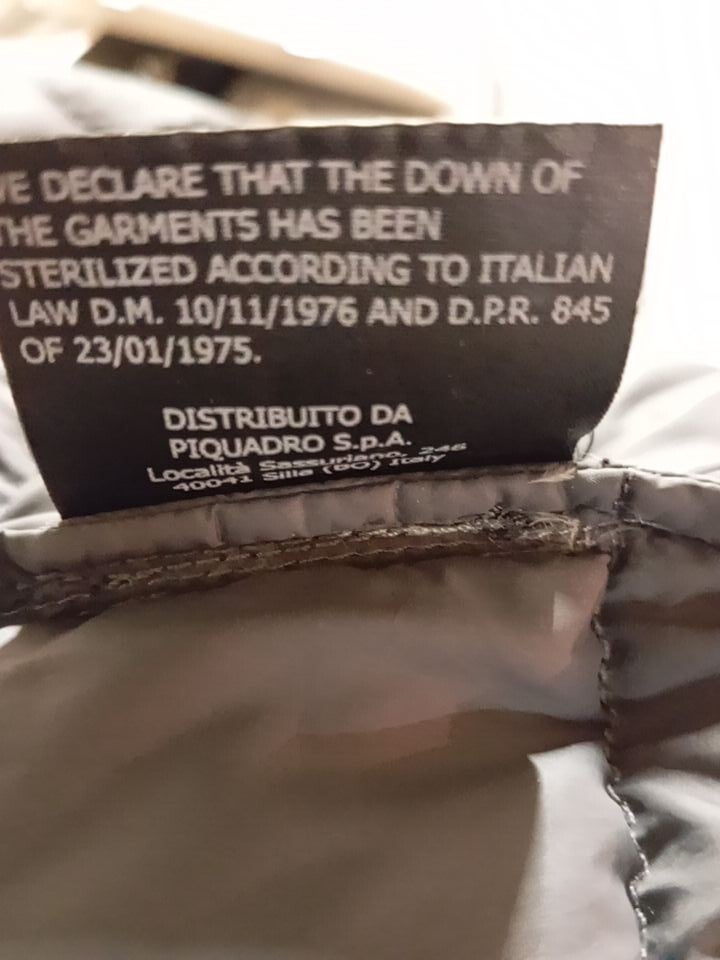 WE DECLARE THAT THE DOWN OF
THE GARMENTS HAS BEEN
STERILIZED ACCORDING TO ITALIAN
LAW D.M. 10/11/1976 AND D.P.R. 845
OF 23/01/1975.
DISTRIBUITO DA
PIQUADRO S.p.A.
Località Sassuriano, 246
40041 Silla (BO) Italy